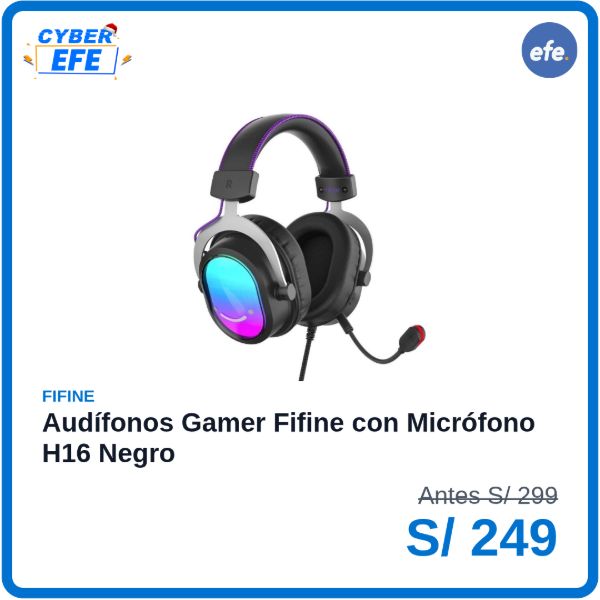 CYBER
EFE
efe.
R
FIFINE
Audífonos Gamer Fifine con Micrófono
H16 Negro
Antes S/ 299
S/ 249